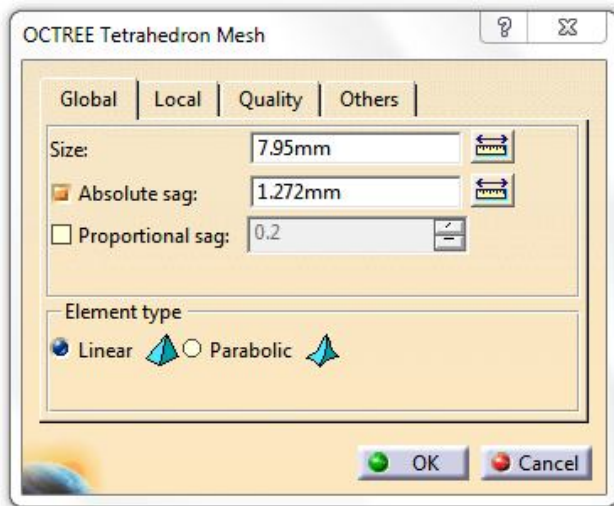 OCTREE Tetrahedron Mesh
Global Local Quality Others
Size: 7.95mm
Absolute sag: 1.272mm
Proportional sag: 0.2
Element type
Linear Parabolic
OK Cancel